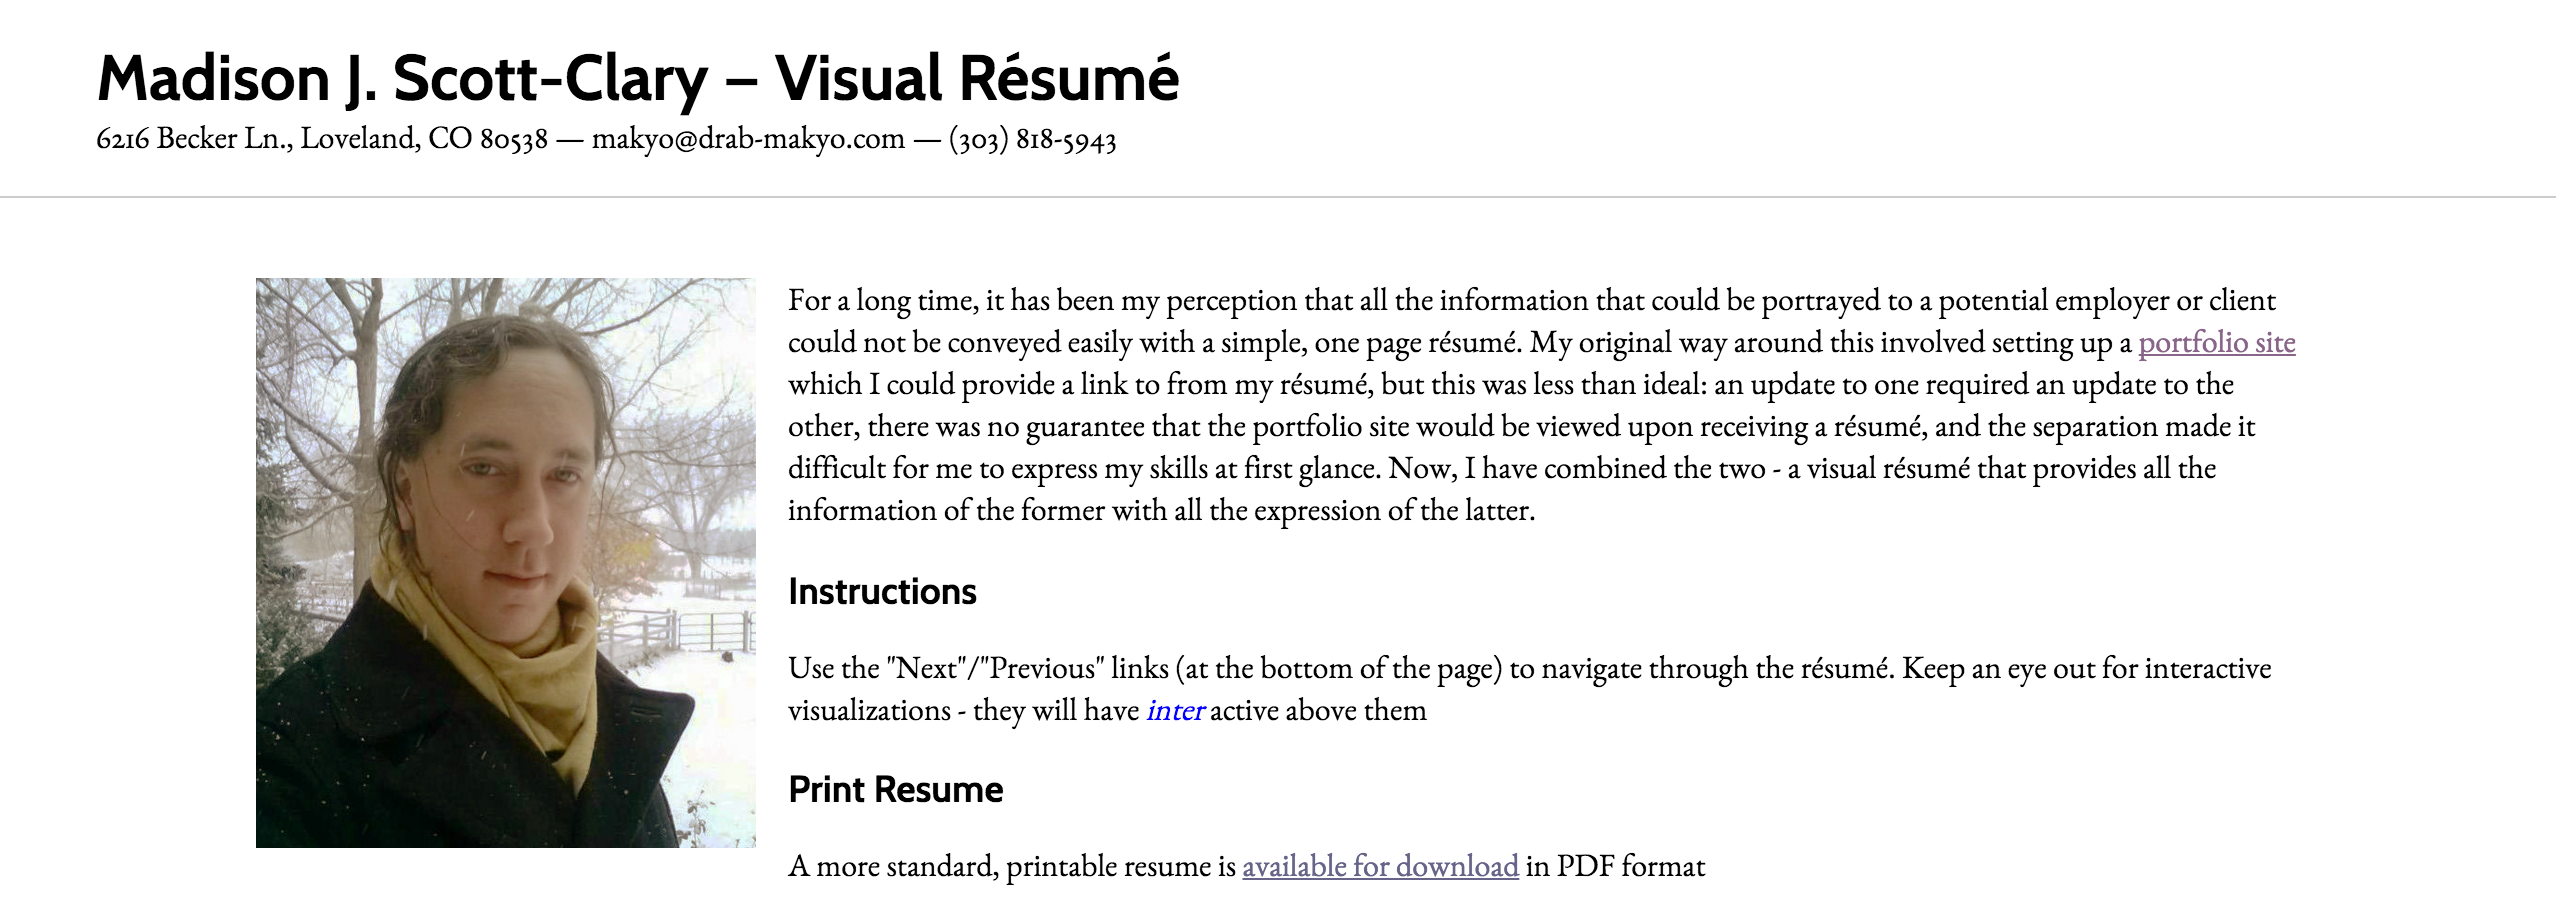 Madison J. Scott-Clary – Visual Résumé
6216 Becker Ln., Loveland, CO 80538 — makyo@drab-makyo.com — (303) 818-5943
For a long time, it has been my perception that all the information that could be portrayed to a potential employer or client
could not be conveyed easily with a simple, one page résumé. My original way around this involved setting up a portfolio site
which I could provide a link to from my résumé, but this was less than ideal: an update to one required an update to the
other, there was no guarantee that the portfolio site would be viewed upon receiving a résumé, and the separation made it
difficult for me to express my skills at first glance. Now, I have combined the two - a visual résumé that provides all the
information of the former with all the expression of the latter.
Instructions
Use the "Next"/"Previous" links (at the bottom of the page) to navigate through the résumé. Keep an eye out for interactive
visualizations - they will have inter active above them
Print Resume
A more standard, printable resume is available for download in PDF format